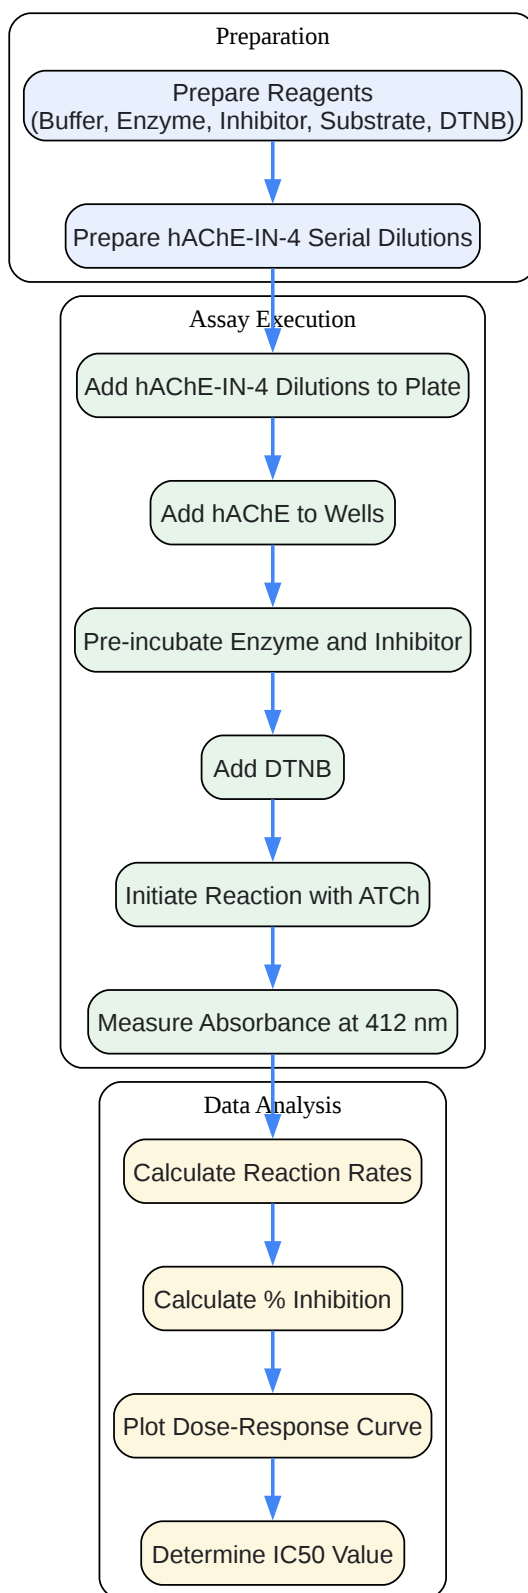 Preparation
Prepare Reagents
(Buffer, Enzyme, Inhibitor, Substrate, DTNB)
Prepare hAChE-IN-4 Serial Dilutions
Assay Execution
Add hAChE-IN-4 Dilutions to Plate
Add hAChE to Wells
Pre-incubate Enzyme and Inhibitor
Add DTNB
Initiate Reaction with ATCh
Measure Absorbance at 412 nm
Data Analysis
Calculate Reaction Rates
Calculate % Inhibition
Plot Dose-Response Curve
Determine IC50 Value